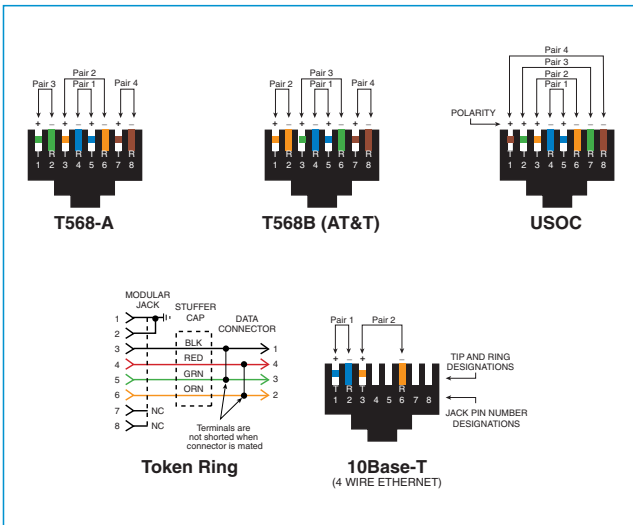 Pair 2
Pair 3 Pair 1 Pair 4
+ – + – + – + –
T R T R T R T R
1 2 3 4 5 6 7 8
T568-A
Pair 3
Pair 2 Pair 1 Pair 4
+ – + – + – + –
T R T R T R T R
1 2 3 4 5 6 7 8
T568B (AT&T)
Pair 4
Pair 3
Pair 2
Pair 1
POLARITY
+ + + – + – – –
T T T R T R R R
1 2 3 4 5 6 7 8
USOC
MODULAR
JACK
STUFFER
CAP
DATA
CONNECTOR
1
2
3 BLK 1
4 RED 4
5 GRN 3
6 ORN 2
7 NC
8 NC
Terminals are
not shorted when
connector is mated
Token Ring
Pair 1 Pair 2
+ – + –
T R T R
1 2 3 4 5 6 7 8
TIP AND RING
DESIGNATIONS
JACK PIN NUMBER
DESIGNATIONS
10Base-T
(4 WIRE ETHERNET)